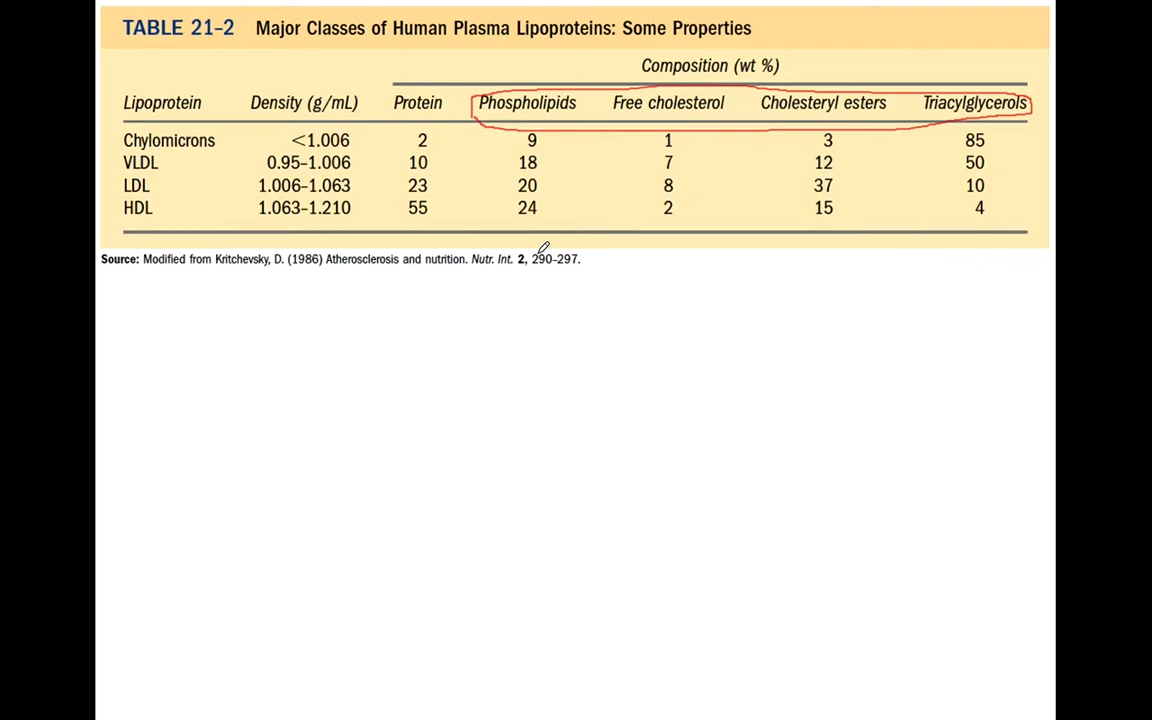 TABLE 21–2 Major Classes of Human Plasma Lipoproteins: Some Properties
Composition (wt %)
Lipoprotein Density (g/mL) Protein Phospholipids Free cholesterol Cholesteryl esters Triacylglycerols
Chylomicrons <1.006 2 9 1 3 85
VLDL 0.95–1.006 10 18 7 12 50
LDL 1.006–1.063 23 20 8 37 10
HDL 1.063–1.210 55 24 2 15 4
Source: Modified from Kritchevsky, D. (1986) Atherosclerosis and nutrition. Nutr. Int. 2, 290–297.